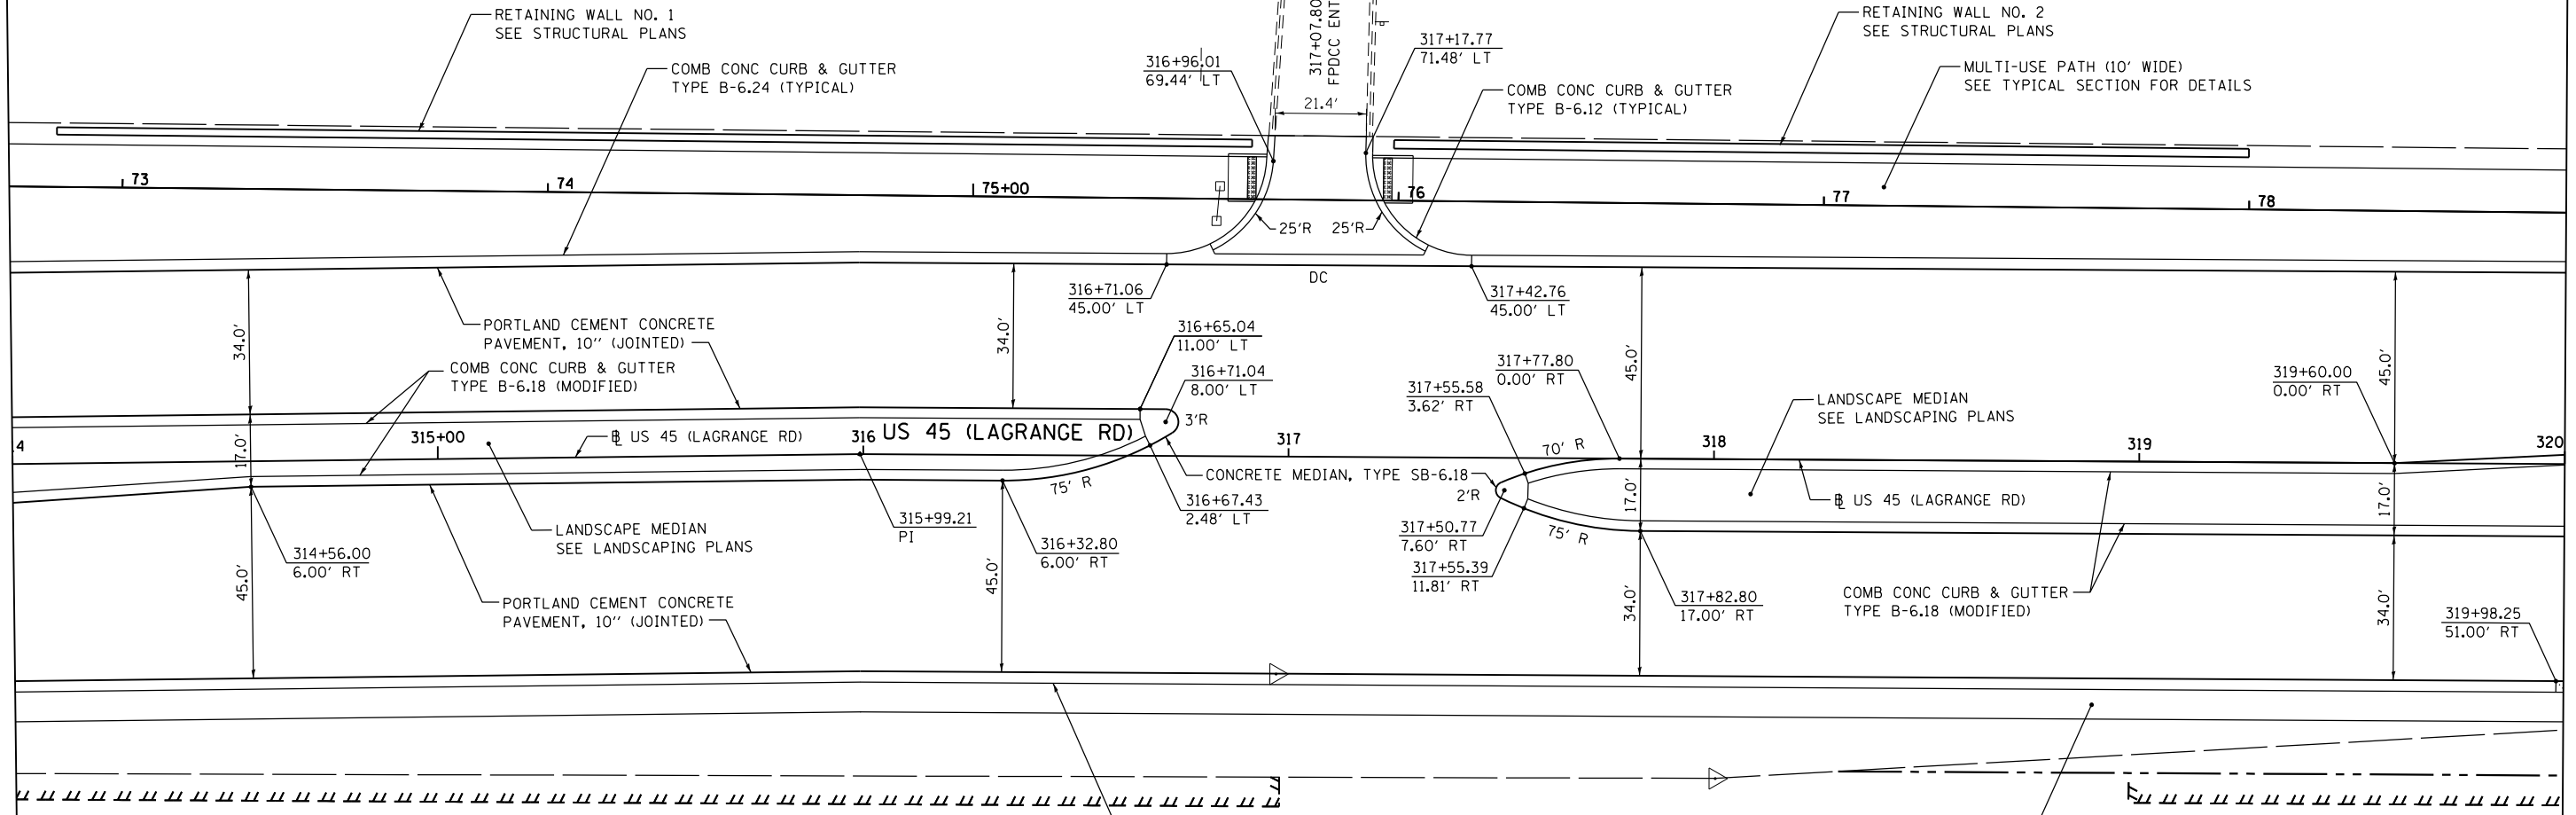 RETAINING WALL NO. 1
SEE STRUCTURAL PLANS
COMB CONC CURB & GUTTER
TYPE B-6.24 (TYPICAL)
316+96.01
69.44' LT
317+07.80
FPDCC ENT
21.4'
317+17.77
71.48' LT
COMB CONC CURB & GUTTER
TYPE B-6.12 (TYPICAL)
RETAINING WALL NO. 2
SEE STRUCTURAL PLANS
MULTI-USE PATH (10' WIDE)
SEE TYPICAL SECTION FOR DETAILS
73
74
75+00
76
77
78
25'R
25'R
DC
316+71.06
45.00' LT
317+42.76
45.00' LT
34.0'
PORTLAND CEMENT CONCRETE
PAVEMENT, 10'' (JOINTED)
COMB CONC CURB & GUTTER
TYPE B-6.18 (MODIFIED)
34.0'
316+65.04
11.00' LT
316+71.04
8.00' LT
3'R
317+55.58
3.62' RT
317+77.80
0.00' RT
45.0'
LANDSCAPE MEDIAN
SEE LANDSCAPING PLANS
319+60.00
0.00' RT
45.0'
4
17.0'
315+00
℄ US 45 (LAGRANGE RD)
316
US 45 (LAGRANGE RD)
317
70' R
318
319
320
75' R
CONCRETE MEDIAN, TYPE SB-6.18
2'R
17.0'
℄ US 45 (LAGRANGE RD)
17.0'
316+67.43
2.48' LT
315+99.21
PI
LANDSCAPE MEDIAN
SEE LANDSCAPING PLANS
317+50.77
7.60' RT
75' R
314+56.00
6.00' RT
316+32.80
6.00' RT
317+55.39
11.81' RT
45.0'
45.0'
PORTLAND CEMENT CONCRETE
PAVEMENT, 10'' (JOINTED)
34.0'
317+82.80
17.00' RT
COMB CONC CURB & GUTTER
TYPE B-6.18 (MODIFIED)
34.0'
319+98.25
51.00' RT